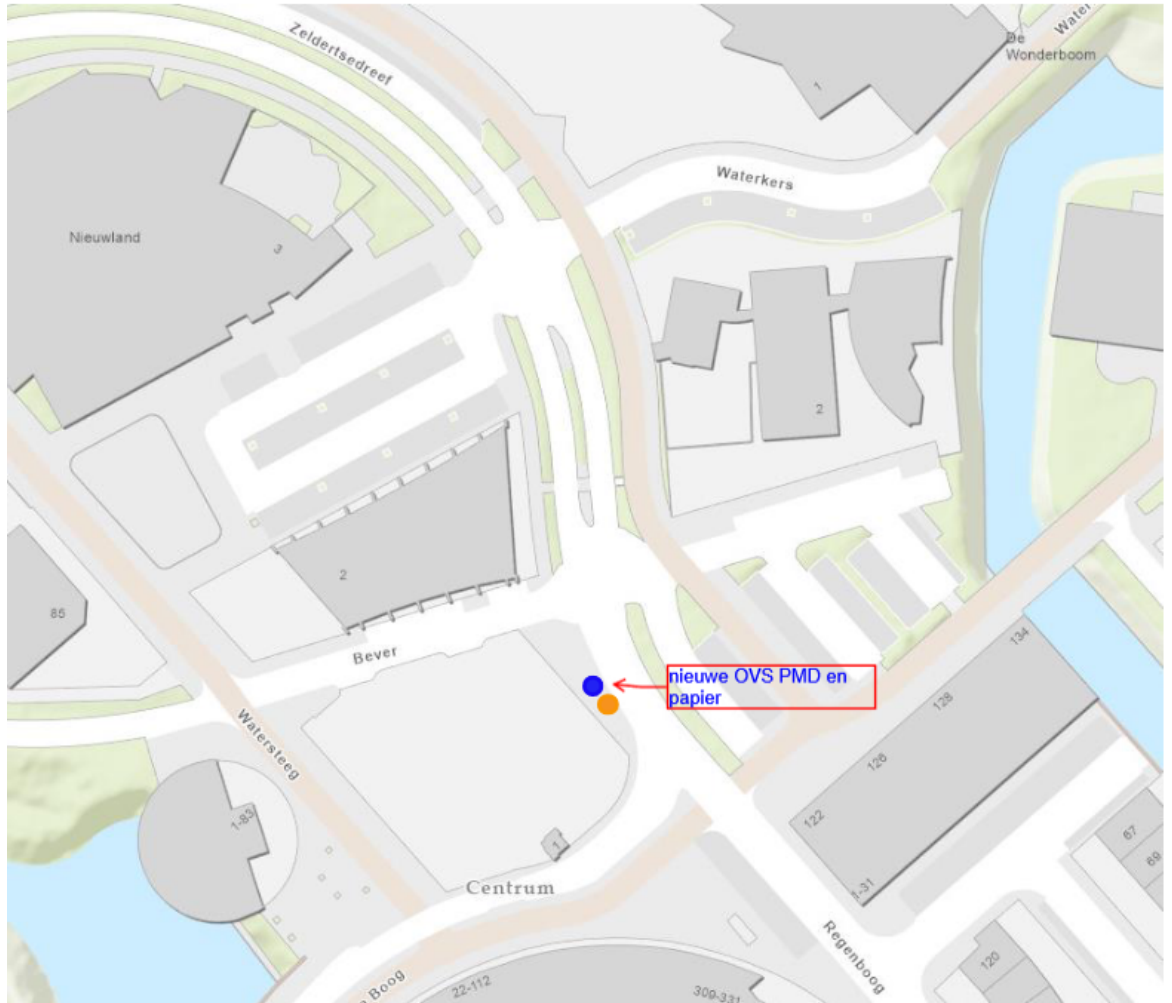 Zeldertsedreef
Water
De
Wonderboom
1
Waterkers
Nieuwland
3
2
2
85
Bever
nieuwe OVS PMD en
papier
134
128
126
122
Watersteeg
1-83
1
1-31
67
69
Centrum
Regenboog
120
Boog
22-112
309-331